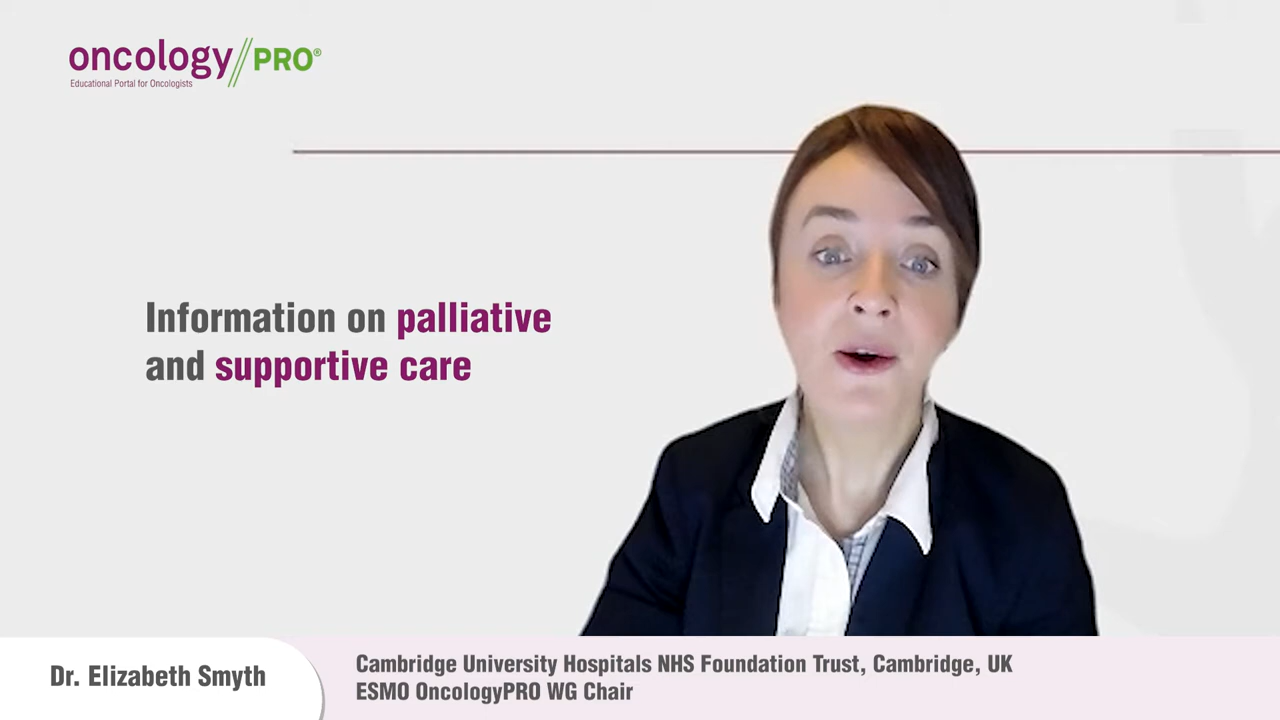 oncology//PRO®
Educational Portal for Oncologists
Information on palliative
and supportive care
Dr. Elizabeth Smyth
Cambridge University Hospitals NHS Foundation Trust, Cambridge, UK
ESMO OncologyPRO WG Chair